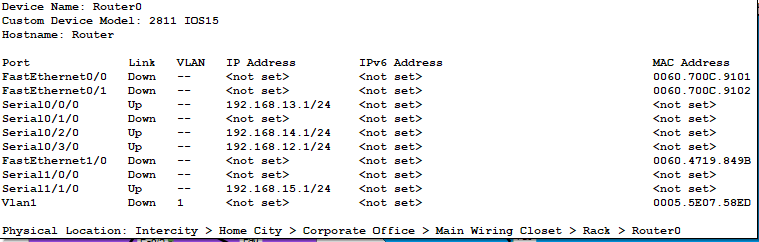 Device Name: Router0
Custom Device Model: 2811 IOS15
Hostname: Router
Port Link VLAN IP Address IPv6 Address MAC Address
FastEthernet0/0 Down -- <not set> <not set> 0060.700C.9101
FastEthernet0/1 Down -- <not set> <not set> 0060.700C.9102
Serial0/0/0 Up -- 192.168.13.1/24 <not set> <not set>
Serial0/1/0 Down -- <not set> <not set> <not set>
Serial0/2/0 Up -- 192.168.14.1/24 <not set> <not set>
Serial0/3/0 Up -- 192.168.12.1/24 <not set> <not set>
FastEthernet1/0 Down -- <not set> <not set> 0060.4719.849B
Serial1/0/0 Down -- <not set> <not set> <not set>
Serial1/1/0 Up -- 192.168.15.1/24 <not set> <not set>
Vlan1 Down 1 <not set> <not set> 0005.5E07.58ED
Physical Location: Intercity > Home City > Corporate Office > Main Wiring Closet > Rack > Router0